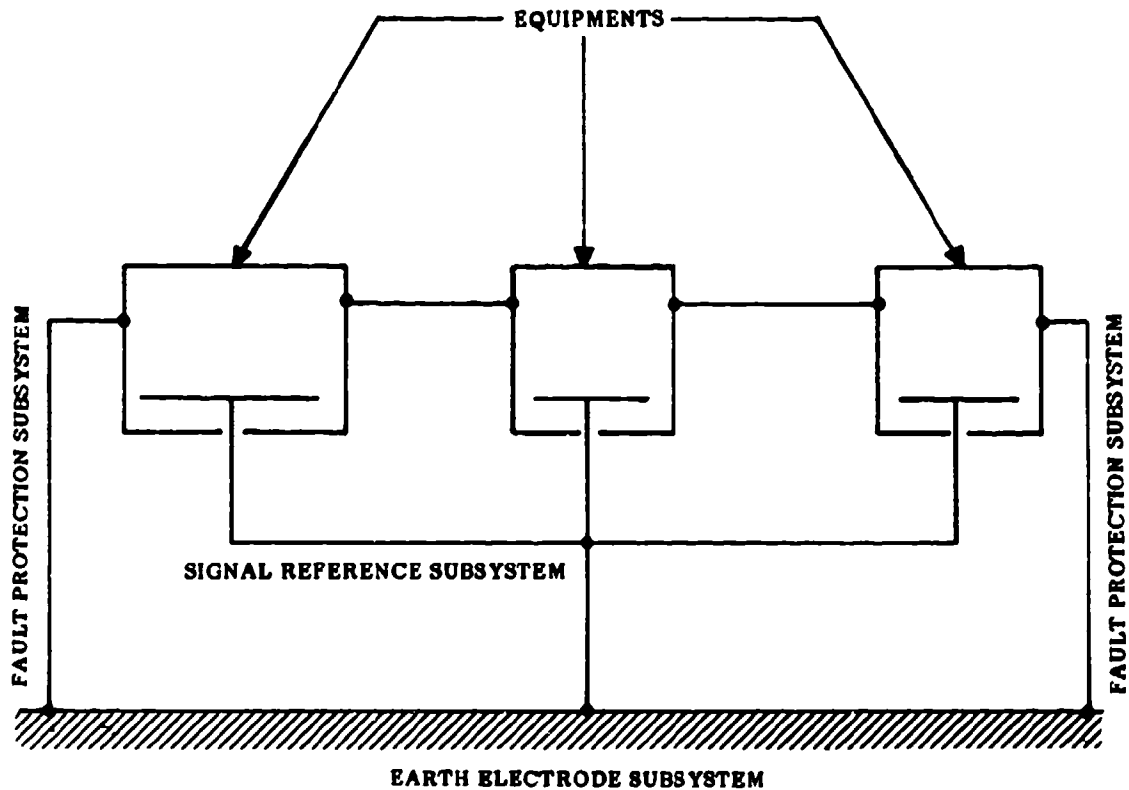 EQUIPMENTS
FAULT PROTECTION SUBSYSTEM
FAULT PROTECTION SUBSYSTEM
SIGNAL REFERENCE SUBSYSTEM
EARTH ELECTRODE SUBSYSTEM